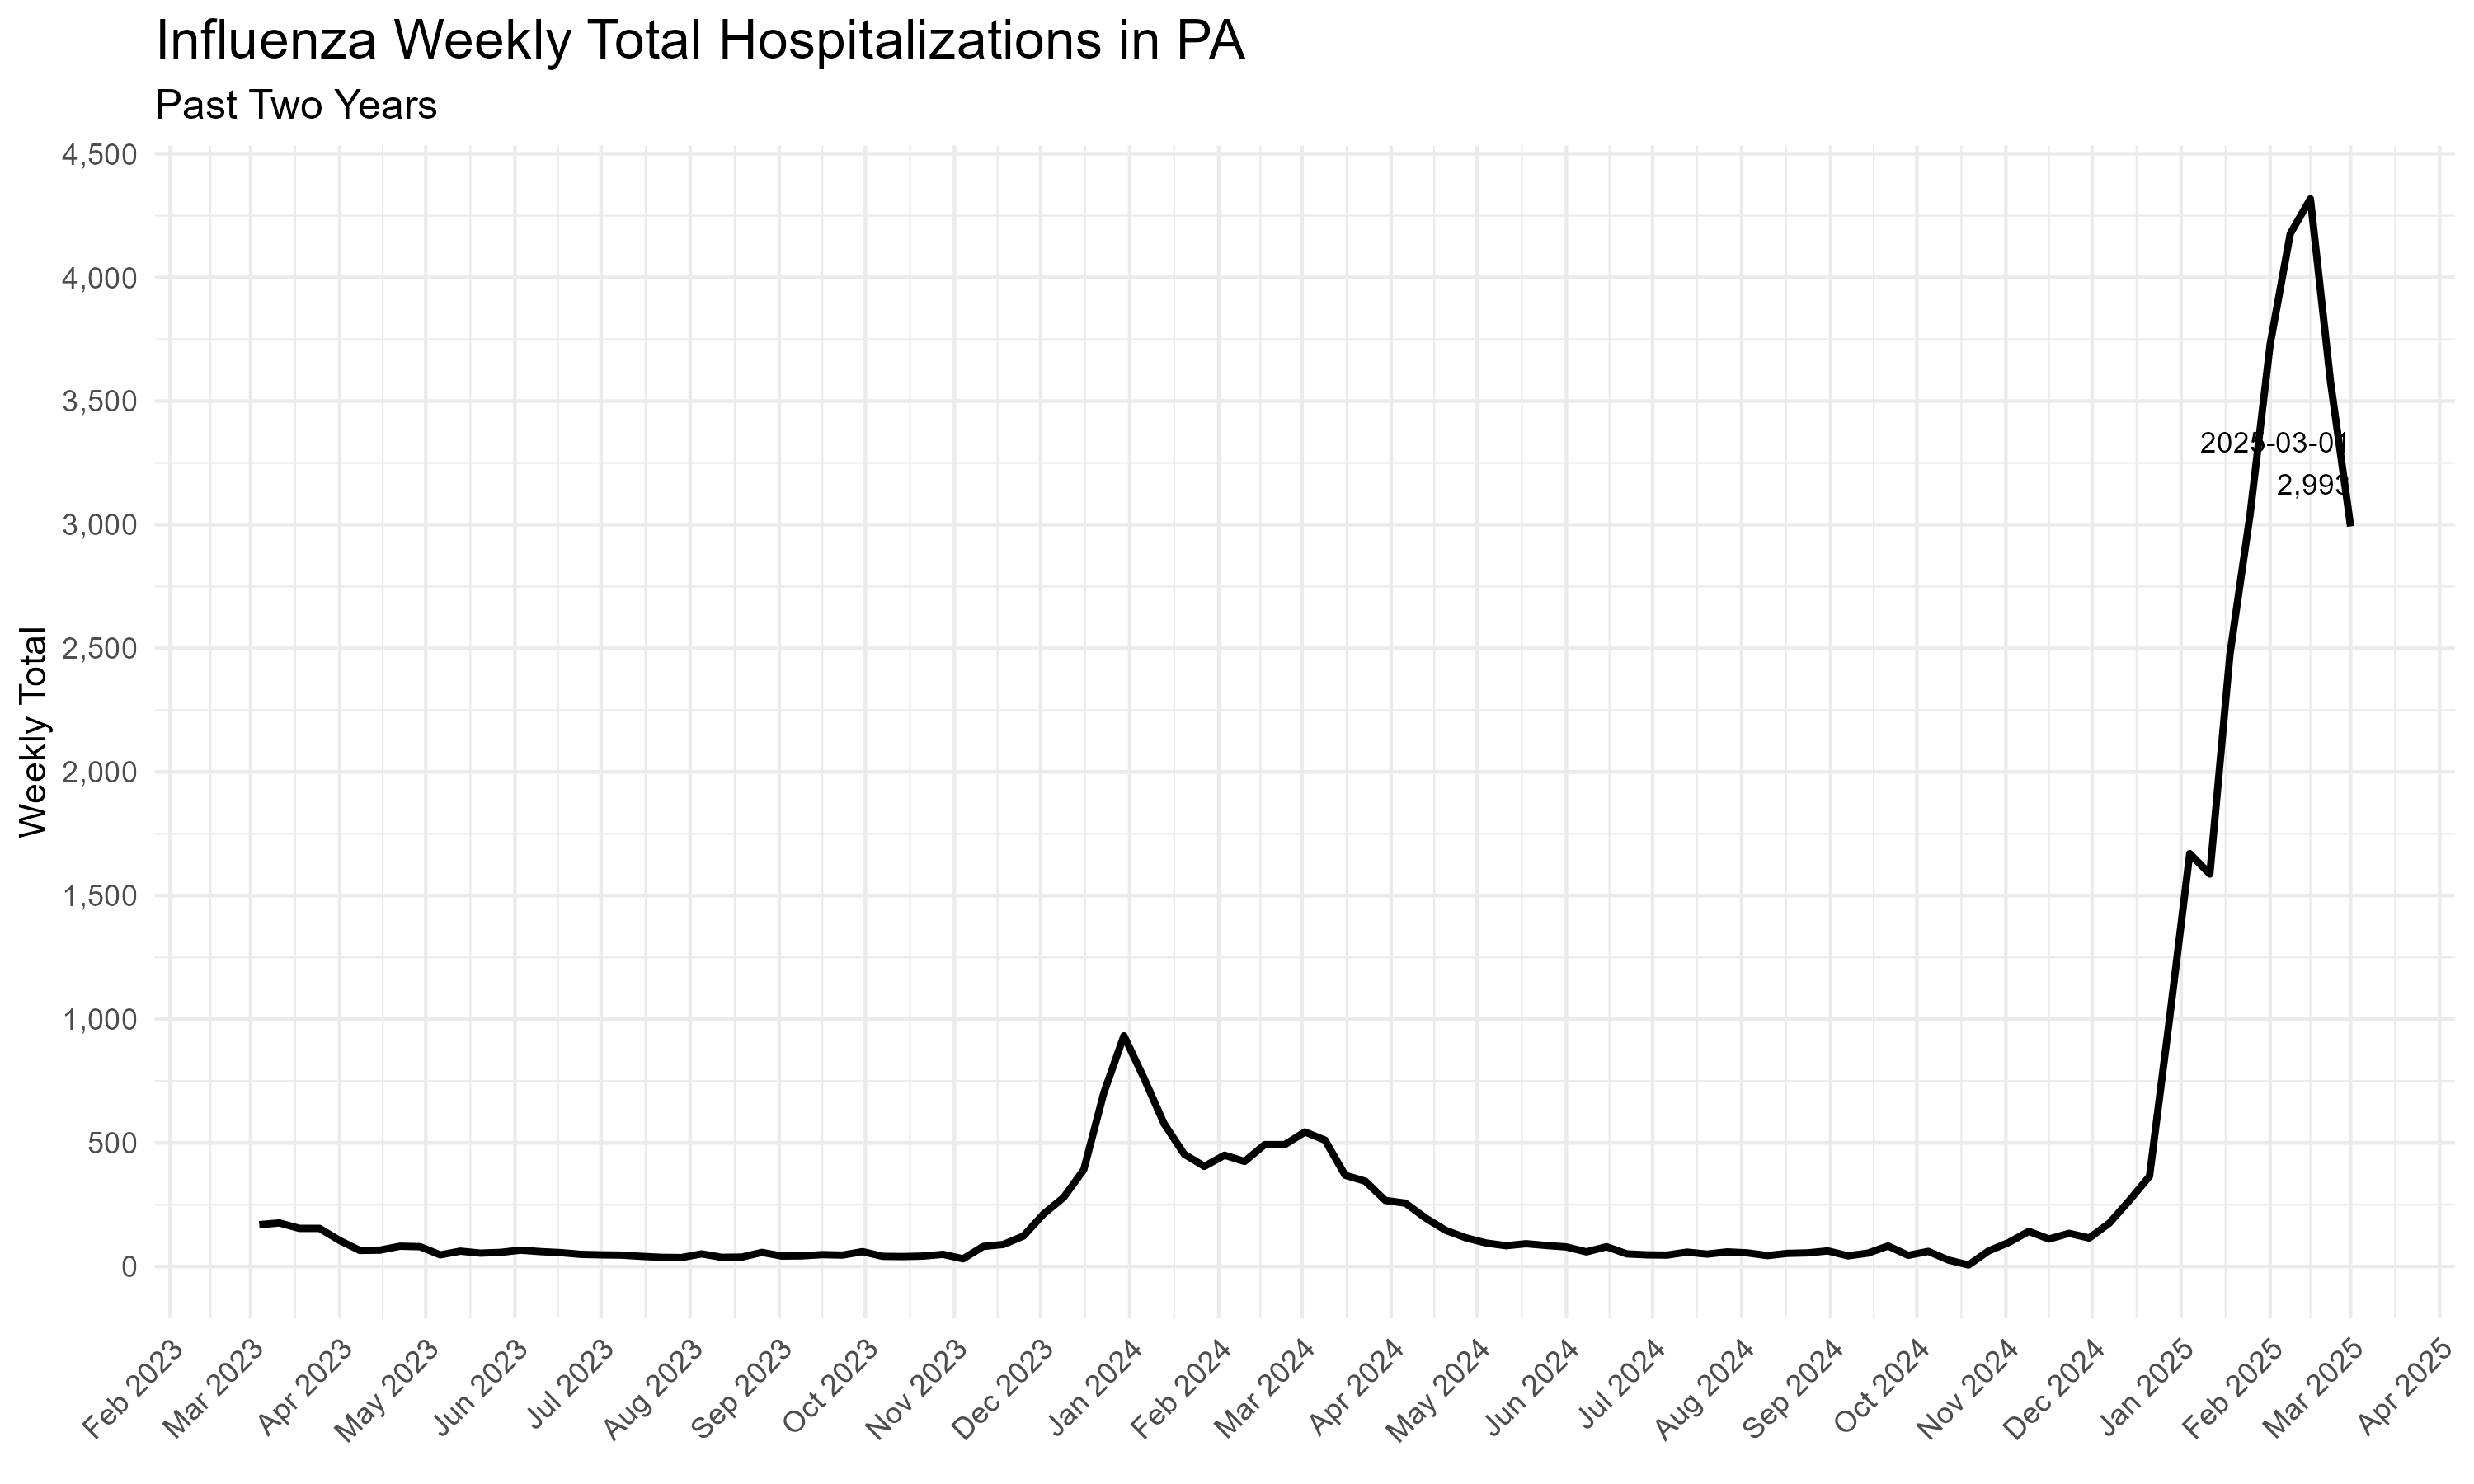 Influenza Weekly Total Hospitalizations in PA
Past Two Years
Weekly Total
4,500
4,000
3,500
3,000
2,500
2,000
1,500
1,000
500
0
2025-03-01
2,993
Feb 2023
Mar 2023
Apr 2023
May 2023
Jun 2023
Jul 2023
Aug 2023
Sep 2023
Oct 2023
Nov 2023
Dec 2023
Jan 2024
Feb 2024
Mar 2024
Apr 2024
May 2024
Jun 2024
Jul 2024
Aug 2024
Sep 2024
Oct 2024
Nov 2024
Dec 2024
Jan 2025
Feb 2025
Mar 2025
Apr 2025